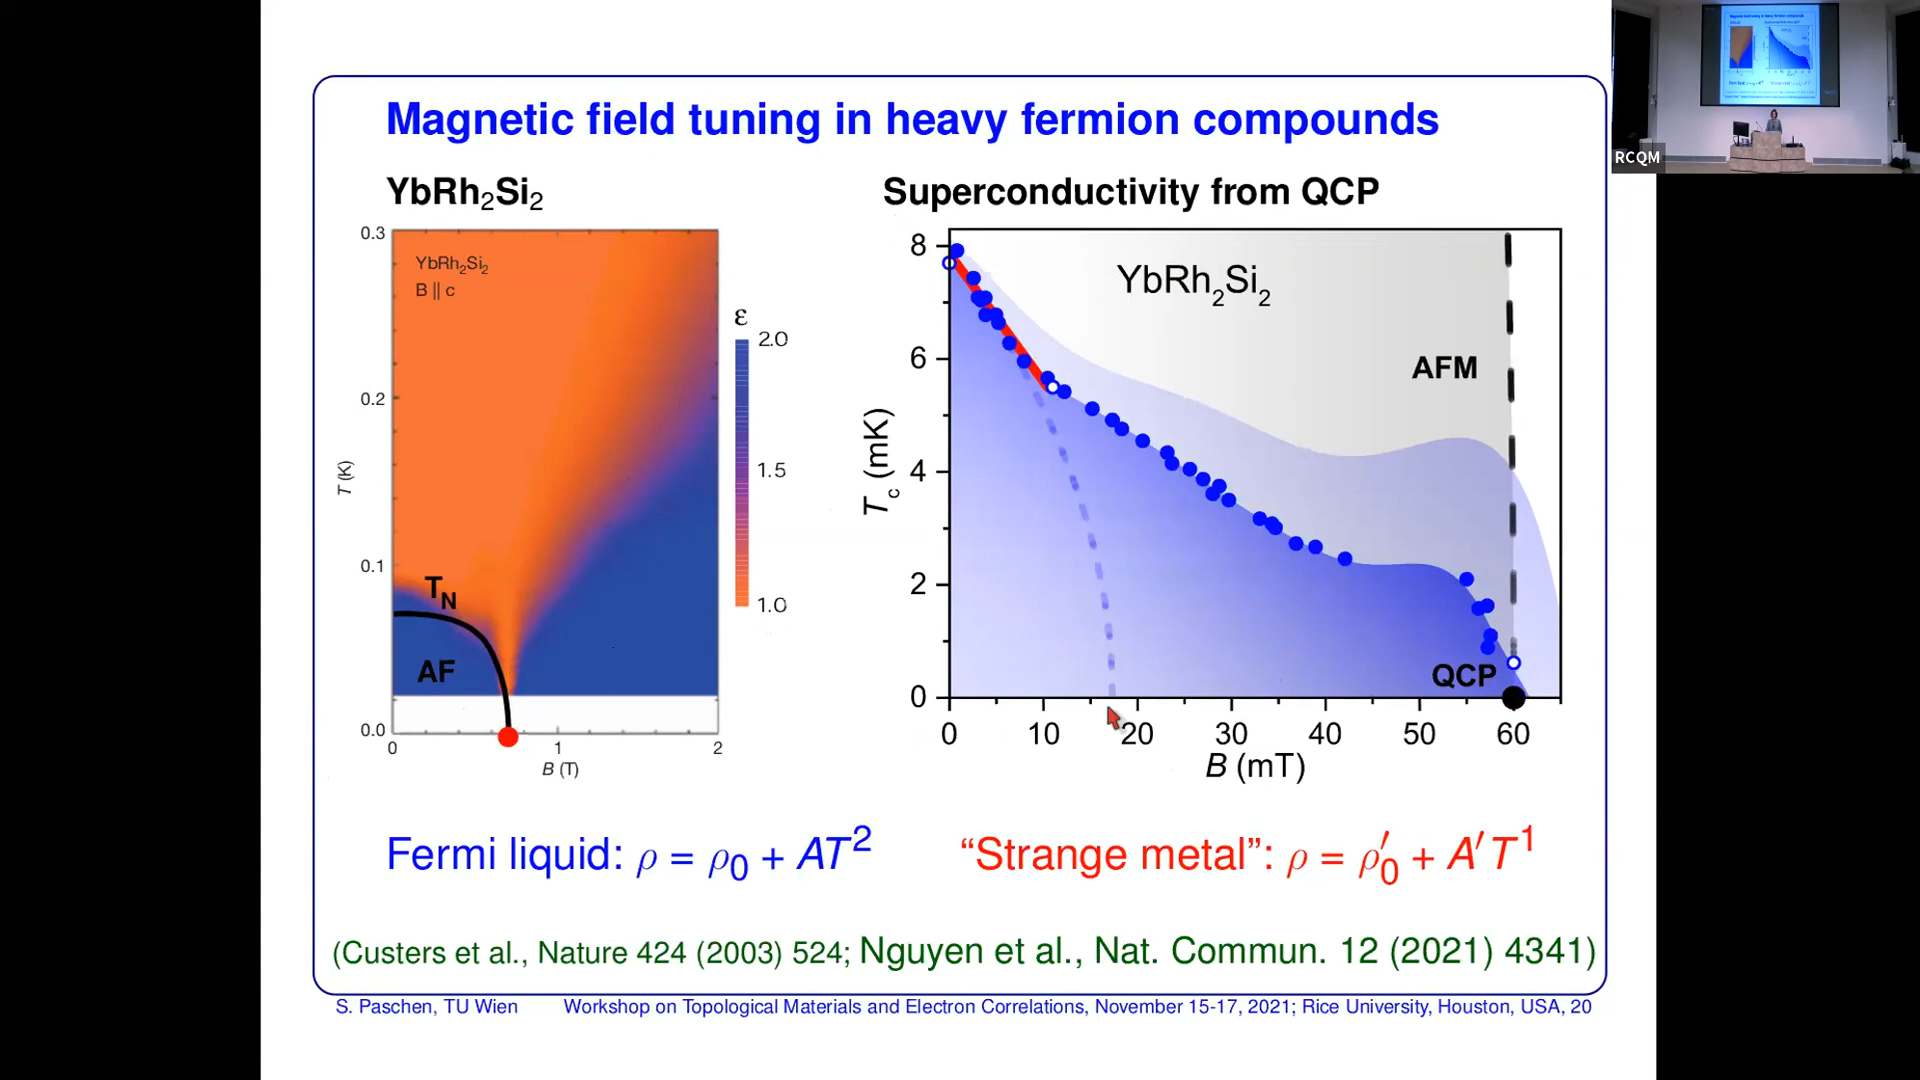 Magnetic field tuning in heavy fermion compounds
YbRh₂Si₂
Superconductivity from QCP
YbRh₂Si₂
B || c
T_N
AF
0.3
0.2
0.1
0.0
T (K)
0
1
2
B (T)
ε
2.0
1.5
1.0
YbRh₂Si₂
AFM
QCP
8
6
4
2
0
T_c (mK)
0
10
20
30
40
50
60
B (mT)
Fermi liquid: ρ = ρ₀ + AT²
“Strange metal”: ρ = ρ′₀ + A′T¹
(Custers et al., Nature 424 (2003) 524; Nguyen et al., Nat. Commun. 12 (2021) 4341)
S. Paschen, TU Wien Workshop on Topological Materials and Electron Correlations, November 15-17, 2021; Rice University, Houston, USA, 20
RCQM